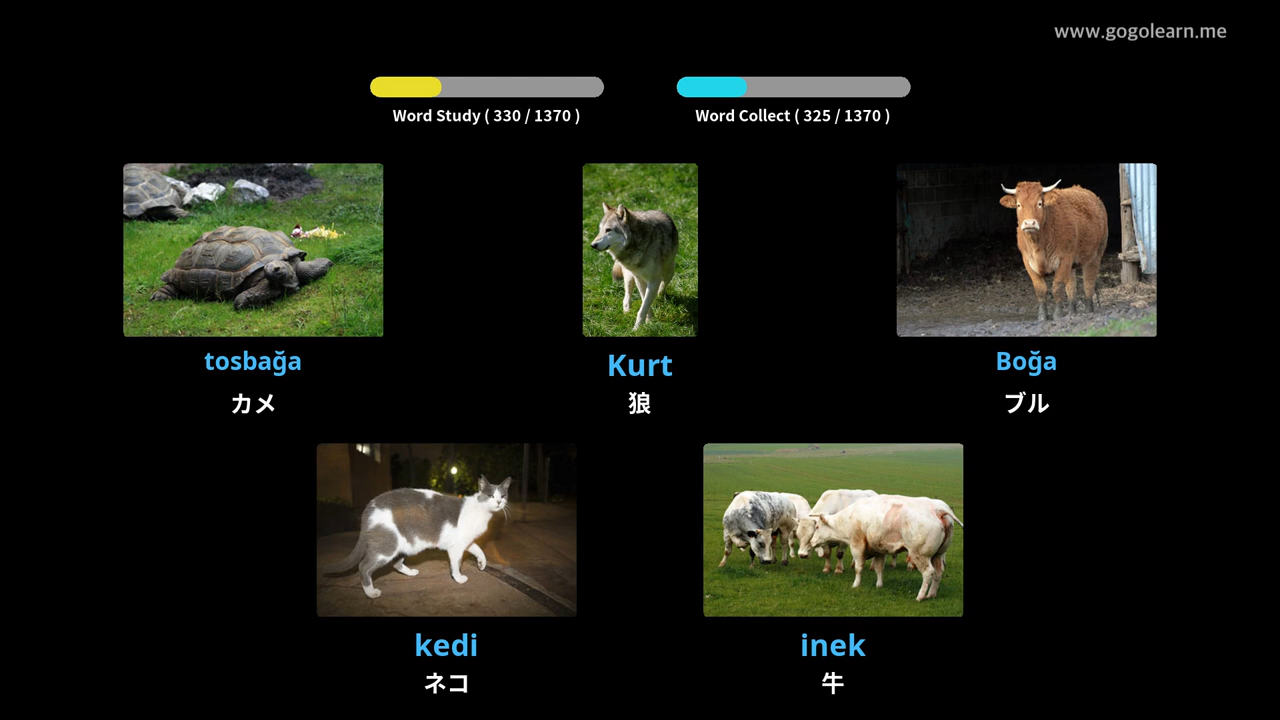 www.gogolearn.me
Word Study ( 330 / 1370 )
Word Collect ( 325 / 1370 )
tosbağa
Kurt
Boğa
カメ
狼
ブル
kedi
inek
ネコ
牛